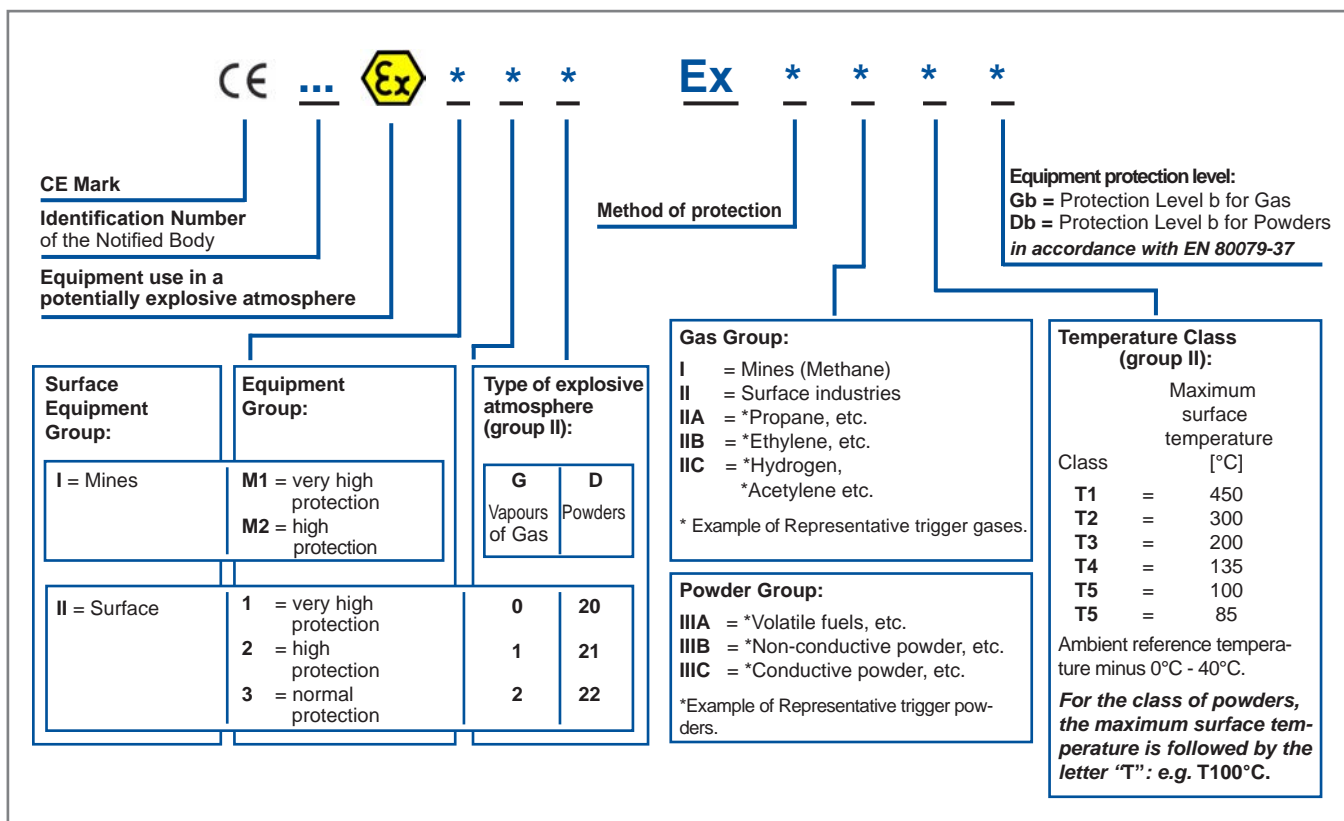 CE ... Ex * * * Ex * * * *
CE Mark
Identification Number
of the Notified Body
Equipment use in a
potentially explosive atmosphere
Method of protection
Equipment protection level:
Gb = Protection Level b for Gas
Db = Protection Level b for Powders
in accordance with EN 80079-37
Surface
Equipment
Group:
Equipment
Group:
Type of explosive
atmosphere
(group II):
I = Mines
M1 = very high
protection
M2 = high
protection
G D
Vapours Powders
of Gas
II = Surface
1 = very high
protection
0 20
2 = high
protection
1 21
3 = normal
protection
2 22
Gas Group:
I = Mines (Methane)
II = Surface industries
IIA = *Propane, etc.
IIB = *Ethylene, etc.
IIC = *Hydrogen,
*Acetylene etc.
* Example of Representative trigger gases.
Powder Group:
IIIA = *Volatile fuels, etc.
IIIB = *Non-conductive powder, etc.
IIIC = *Conductive powder, etc.
*Example of Representative trigger pow-
ders.
Temperature Class
(group II):
Maximum
surface
temperature
Class [°C]
T1 = 450
T2 = 300
T3 = 200
T4 = 135
T5 = 100
T5 = 85
Ambient reference tempera-
ture minus 0°C - 40°C.
For the class of powders,
the maximum surface tem-
perature is followed by the
letter “T”: e.g. T100°C.